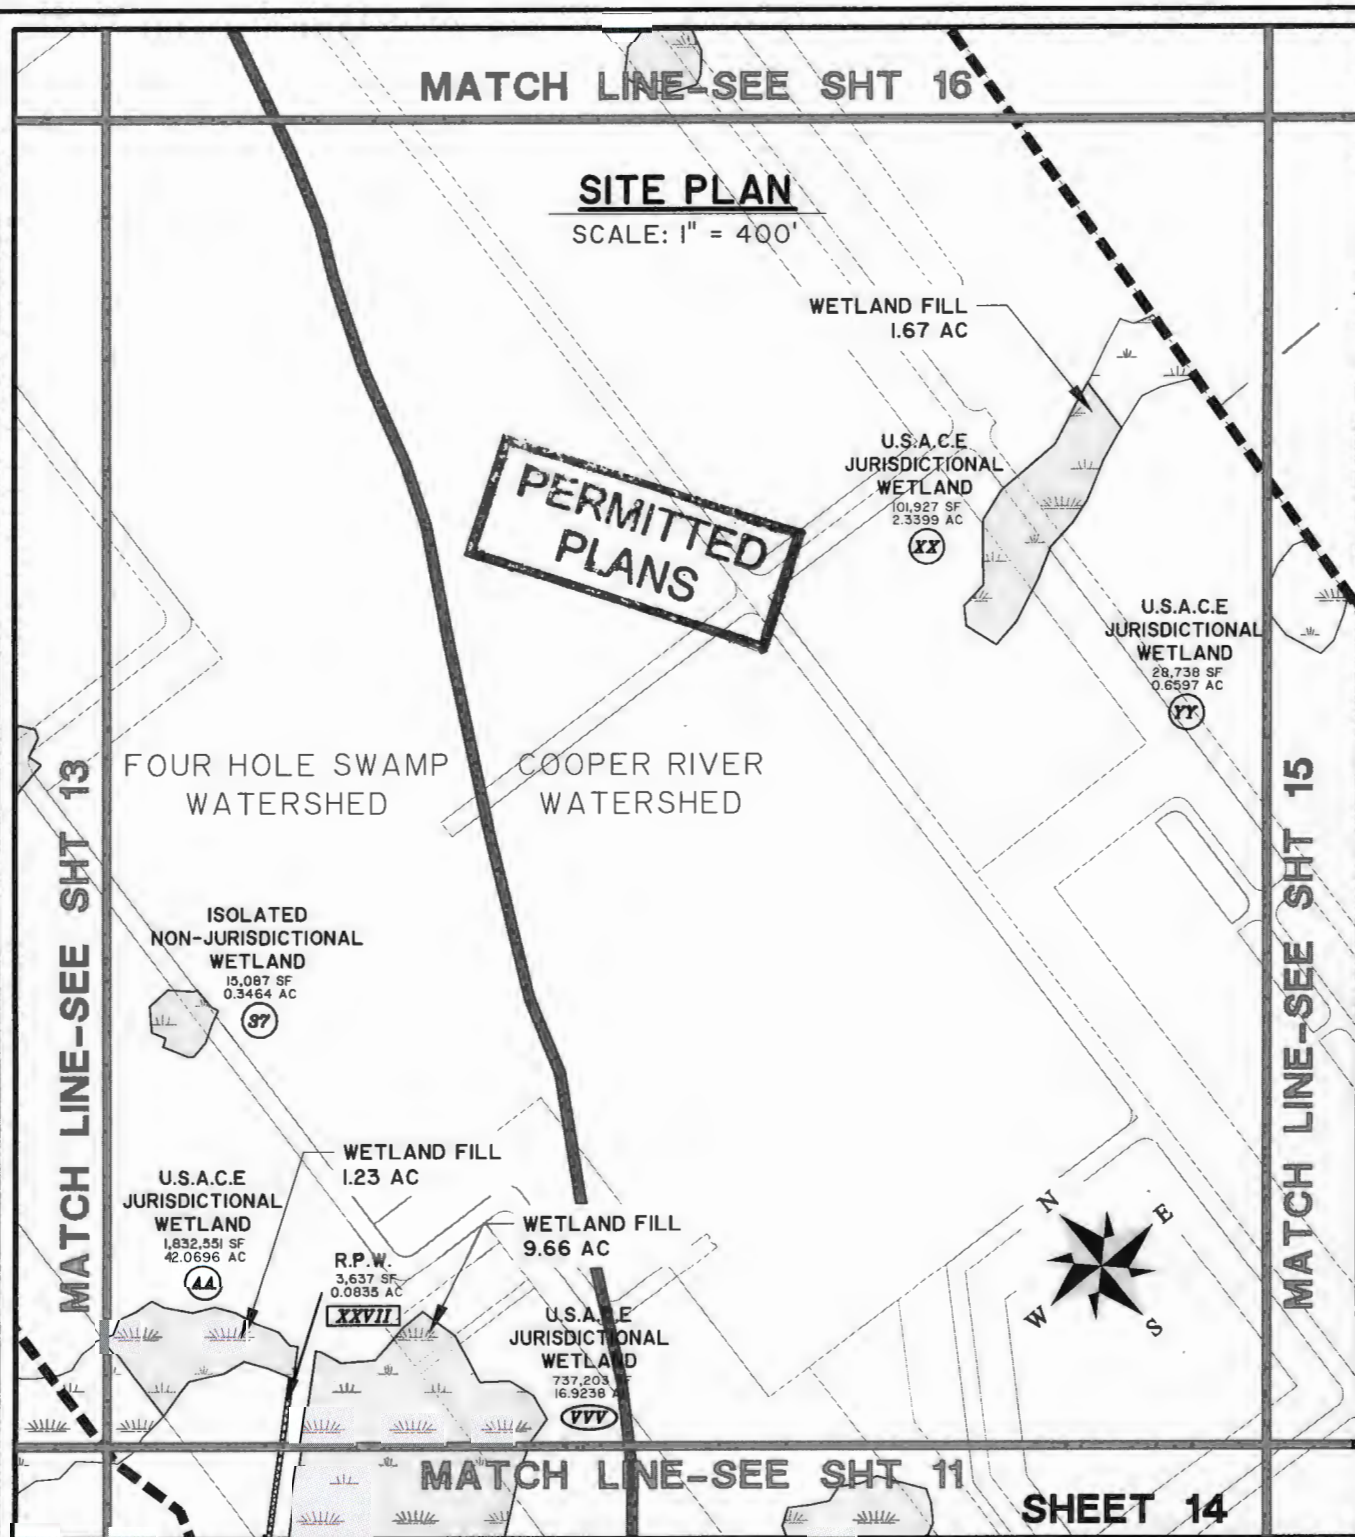 MATCH LINE-SEE SHT 16
SITE PLAN
SCALE: 1" = 400'
WETLAND FILL
1.67 AC
U.S.A.C.E
JURISDICTIONAL
WETLAND
101,927 SF
2.3399 AC
XX
PERMITTED
PLANS
U.S.A.C.E
JURISDICTIONAL
WETLAND
28,738 SF
0.6597 AC
YY
FOUR HOLE SWAMP
WATERSHED
COOPER RIVER
WATERSHED
MATCH LINE-SEE SHT 13
MATCH LINE-SEE SHT 15
ISOLATED
NON-JURISDICTIONAL
WETLAND
15,087 SF
0.3464 AC
37
WETLAND FILL
1.23 AC
U.S.A.C.E
JURISDICTIONAL
WETLAND
1,832,551 SF
42.0696 AC
AA
R.P.W.
3,637 SF
0.0835 AC
XXVII
WETLAND FILL
9.66 AC
U.S.A.C.E
JURISDICTIONAL
WETLAND
737,203 SF
16.9238 A
VVV
N
E
W
S
MATCH LINE-SEE SHT 11
SHEET 14